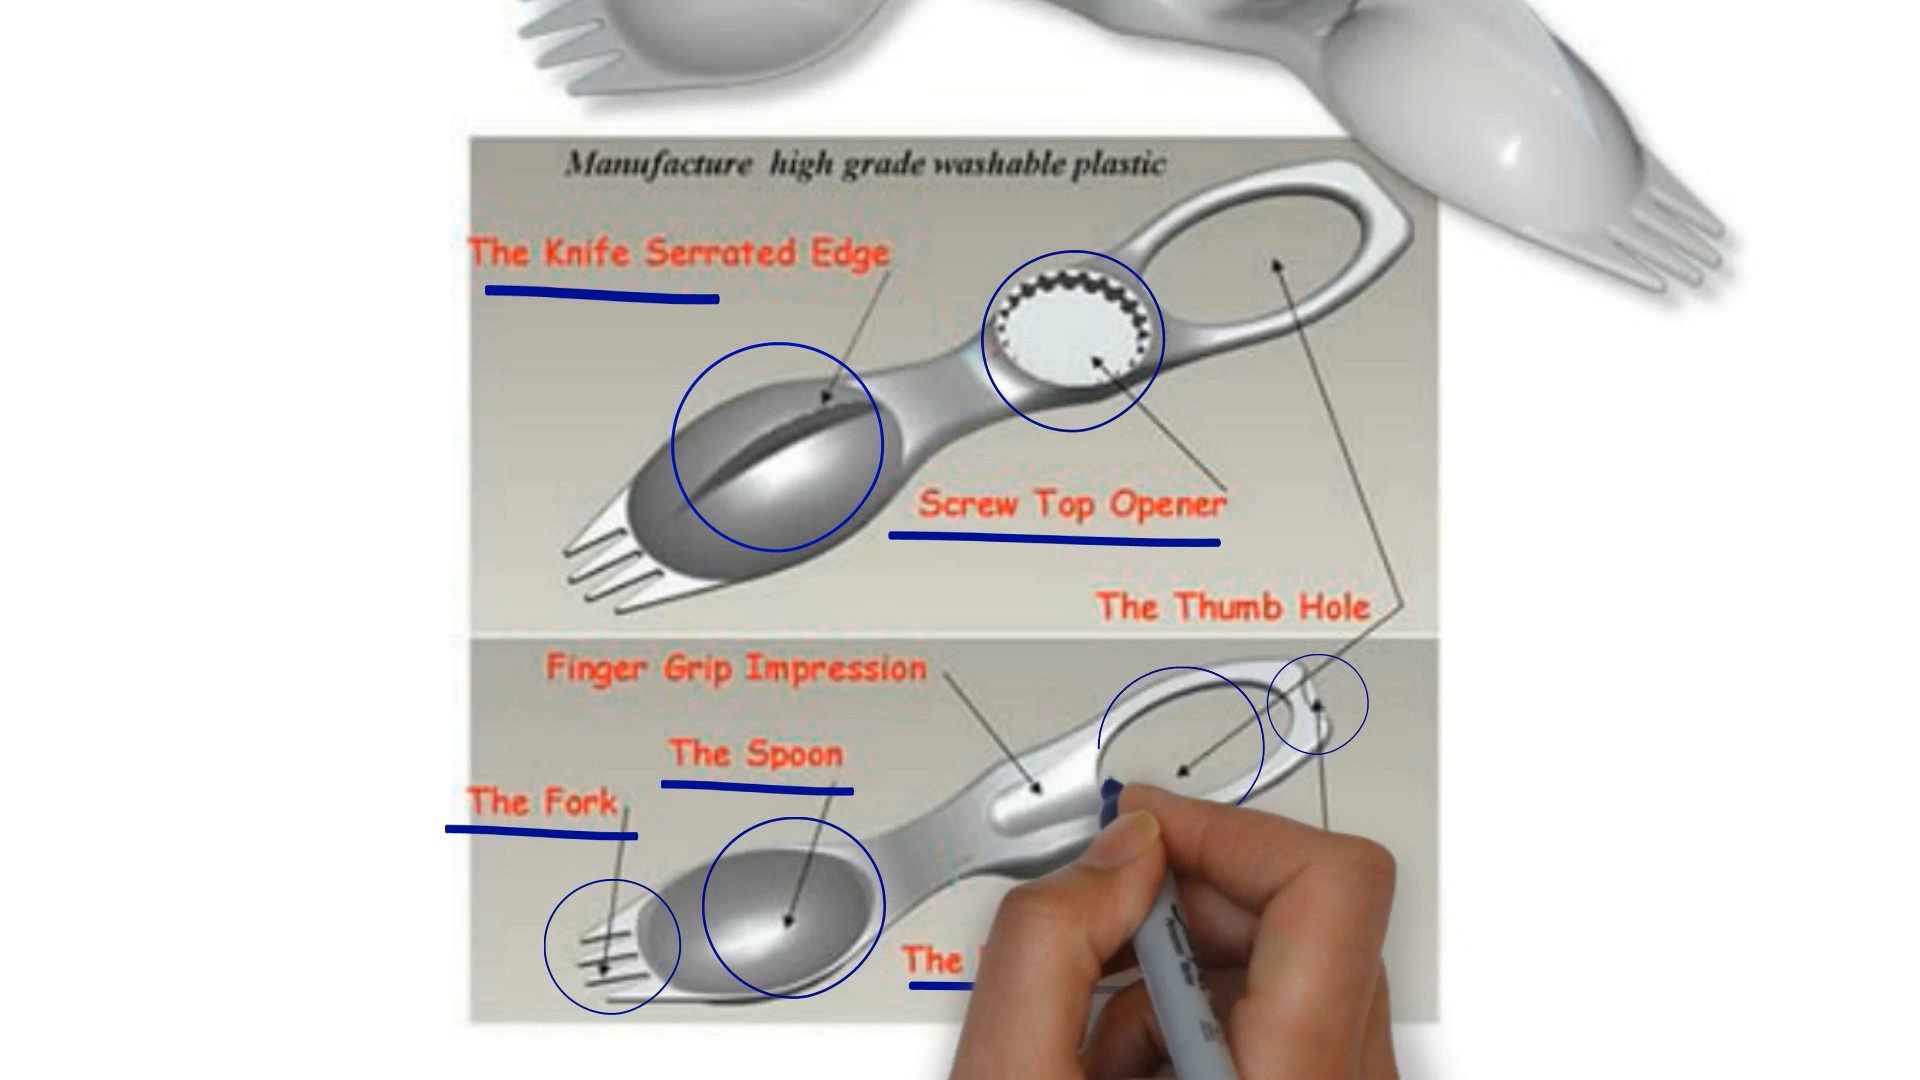 Manufacture high grade washable plastic
The Knife Serrated Edge
Screw Top Opener
The Thumb Hole
Finger Grip Impression
The Spoon
The Fork
The